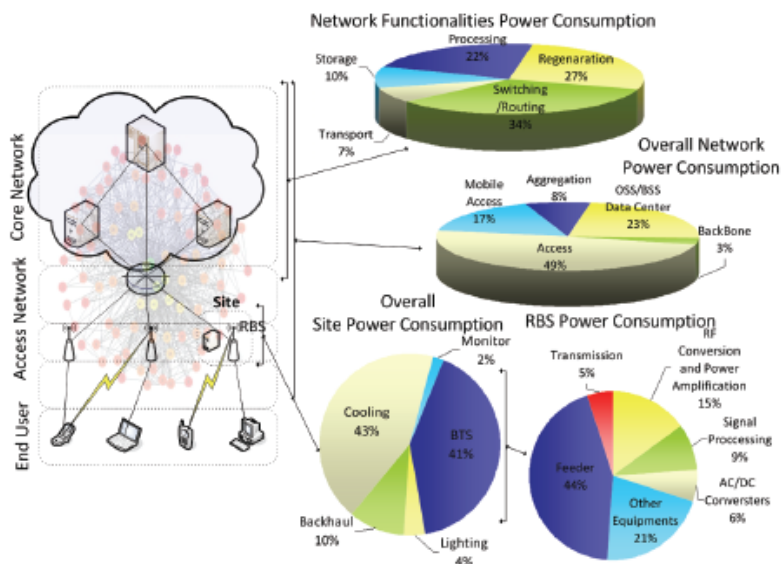 Network Functionalities Power Consumption
Processing
22%
Regenaration
27%
Storage
10%
Switching
/Routing
34%
Transport
7%
Overall Network
Power Consumption
Aggregation
8%
OSS/BSS
Data Center
23%
Mobile
Access
17%
BackBone
3%
Access
49%
Core Network
Access Network
End User
Site
RBS
Overall
Site Power Consumption
Monitor
2%
Cooling
43%
BTS
41%
Backhaul
10%
Lighting
4%
RBS Power Consumption
RF
Conversion and Power
Amplification
15%
Transmission
5%
Signal
Proccessing
9%
Feeder
44%
AC/DC
Conversters
6%
Other
Equipments
21%